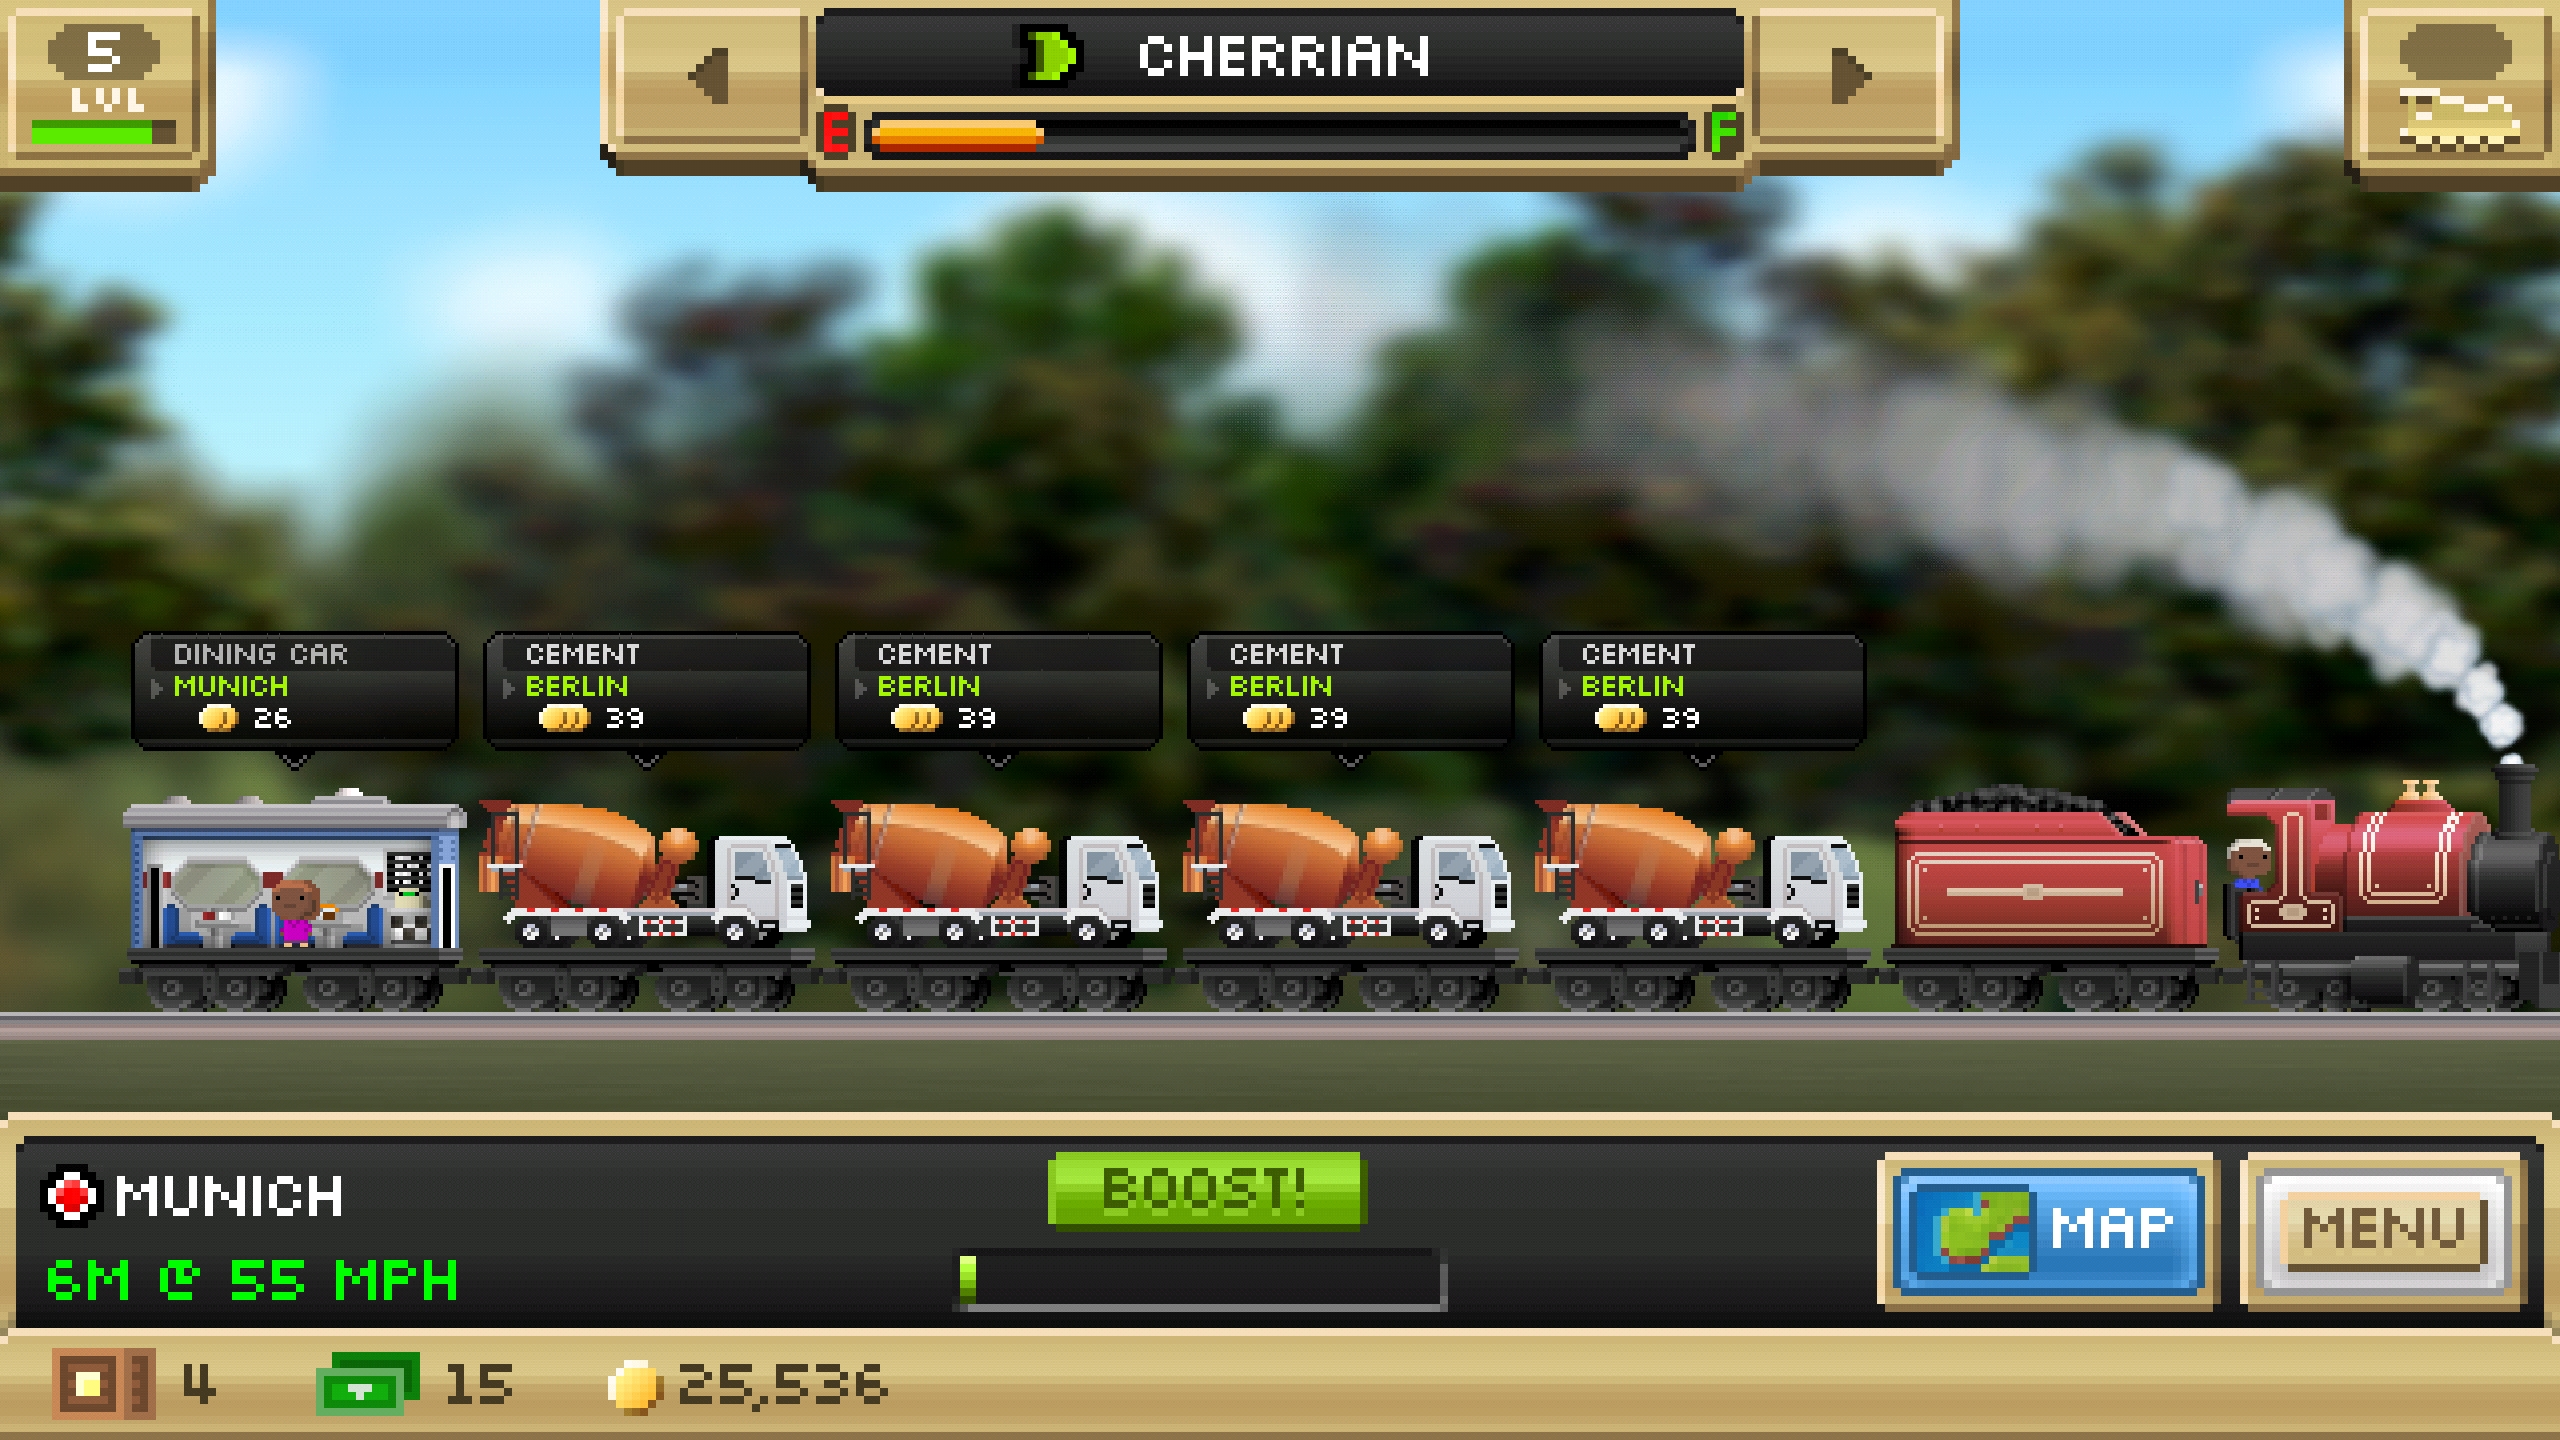 5
LVL
CHERRIAN
E F
DINING CAR
MUNICH
26
CEMENT
BERLIN
39
CEMENT
BERLIN
39
CEMENT
BERLIN
39
CEMENT
BERLIN
39
MUNICH
6M @ 55 MPH
BOOST!
MAP
MENU
4
15
25,536